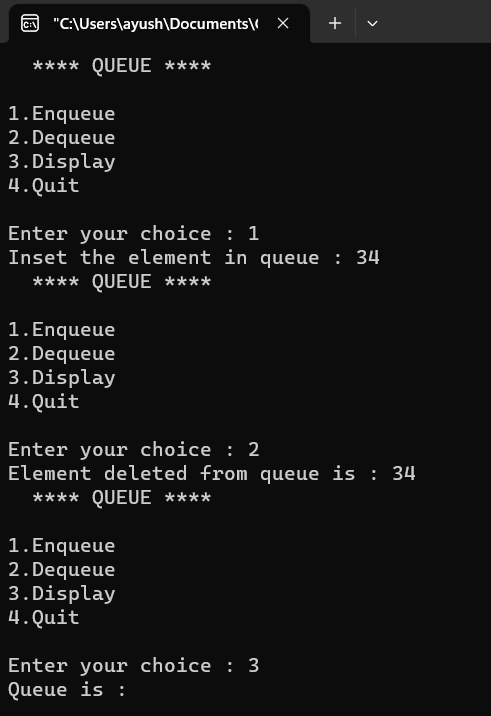 "C:\Users\ayush\Documents\
**** QUEUE ****
1.Enqueue
2.Dequeue
3.Display
4.Quit
Enter your choice : 1
Inset the element in queue : 34
**** QUEUE ****
1.Enqueue
2.Dequeue
3.Display
4.Quit
Enter your choice : 2
Element deleted from queue is : 34
**** QUEUE ****
1.Enqueue
2.Dequeue
3.Display
4.Quit
Enter your choice : 3
Queue is :